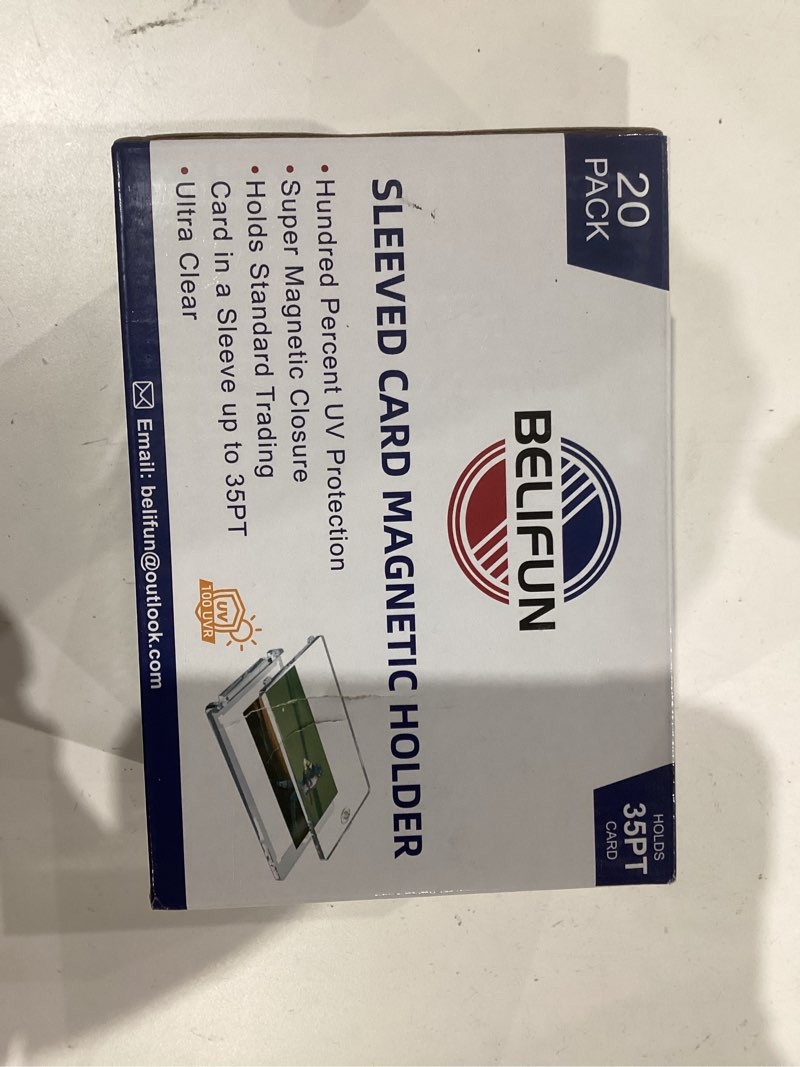 20
PACK
BELIFUN
HOLDS
35PT
CARD
SLEEVED CARD MAGNETIC HOLDER
• Hundred Percent UV Protection
• Super Magnetic Closure
• Holds Standard Trading
Card in a Sleeve up to 35PT
• Ultra Clear
UV
100 UVR
Email: belifun@outlook.com